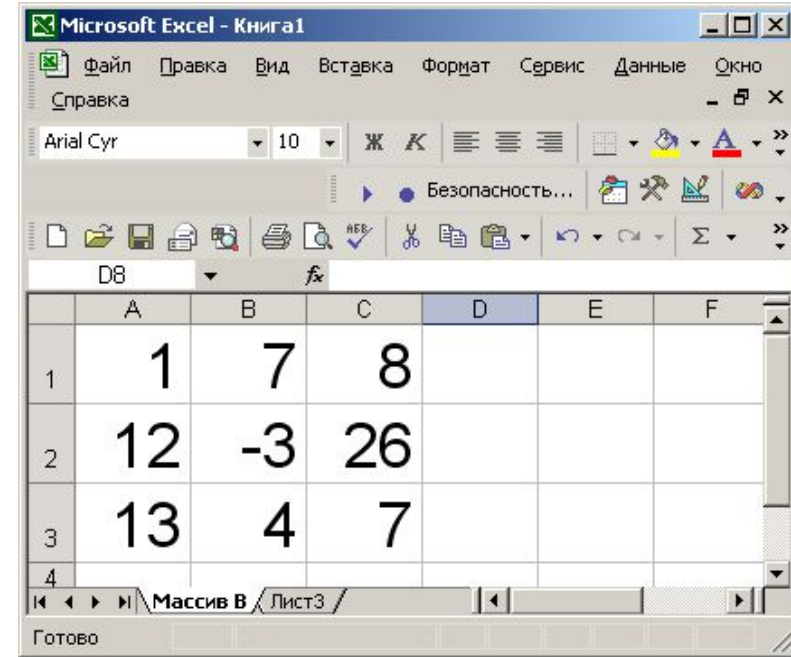 Microsoft Excel - Книга1
Файл Правка Вид Вставка Формат Сервис Данные Окно
Справка
Arial Cyr 10 Ж К A
Безопасность...
D8 fx
A B C D E F
1 1 7 8
2 12 -3 26
3 13 4 7
4
Массив В Лист3
Готово